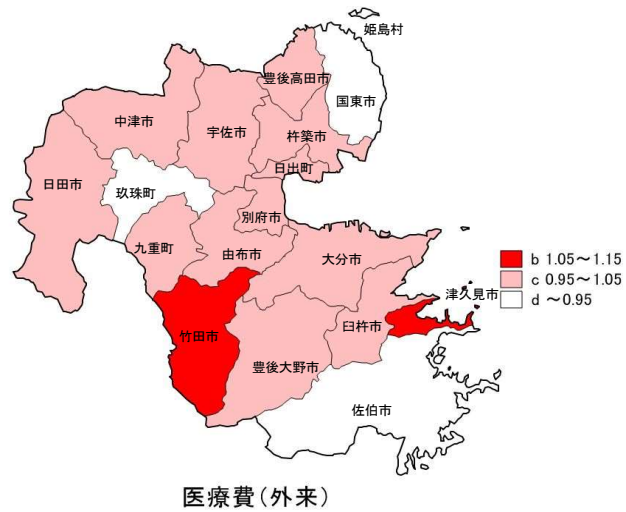 姫島村
豊後高田市
国東市
中津市
宇佐市
杵築市
日出町
日田市
玖珠町
別府市
九重町
由布市
大分市
b 1.05～1.15
c 0.95～1.05
d ～0.95
津久見市
竹田市
臼杵市
豊後大野市
佐伯市
医療費(外来)